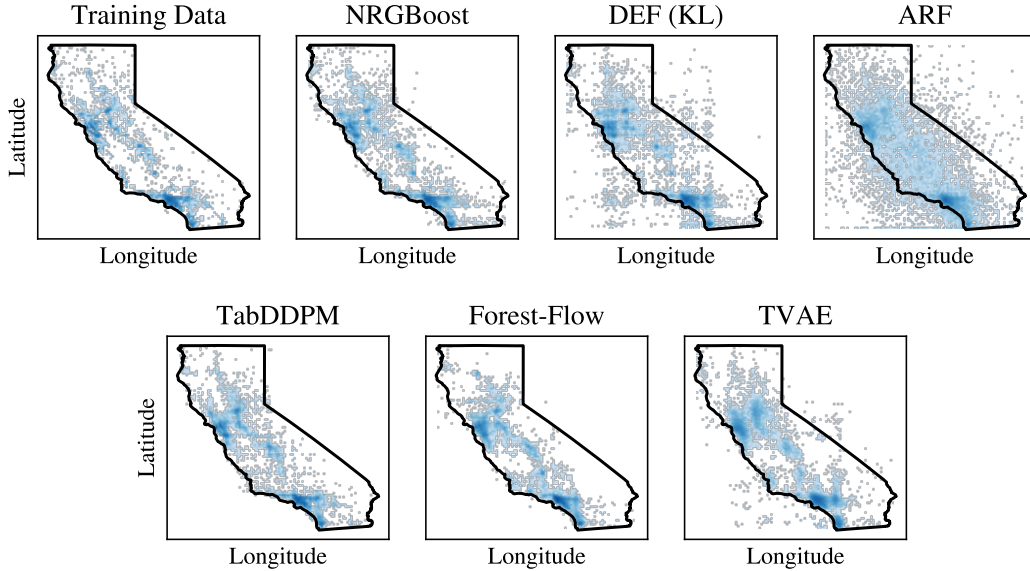 Training Data
NRGBoost
DEF (KL)
ARF
Latitude
Longitude
Longitude
Longitude
Longitude
TabDDPM
Forest-Flow
TVAE
Latitude
Longitude
Longitude
Longitude